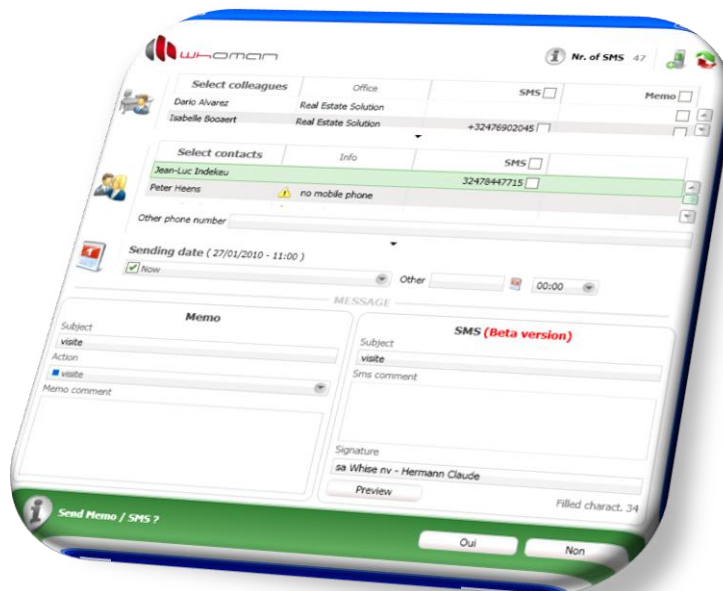 WHOMAN
Nr. of SMS 47
Select colleagues Office SMS Memo
Dario Alvarez Real Estate Solution
Isabelle Booaert Real Estate Solution +32476902045
Select contacts Info SMS
Jean-Luc Indekeu 32478447715
Peter Heens no mobile phone
Other phone number
Sending date ( 27/01/2010 - 11:00 )
Now Other 00:00
MESSAGE
Memo
Subject
visite
Action
visite
Memo comment
SMS (Beta version)
Subject
visite
Sms comment
Signature
sa Whise nv - Hermann Claude
Preview Filled charact. 34
Send Memo / SMS ?
Oui Non